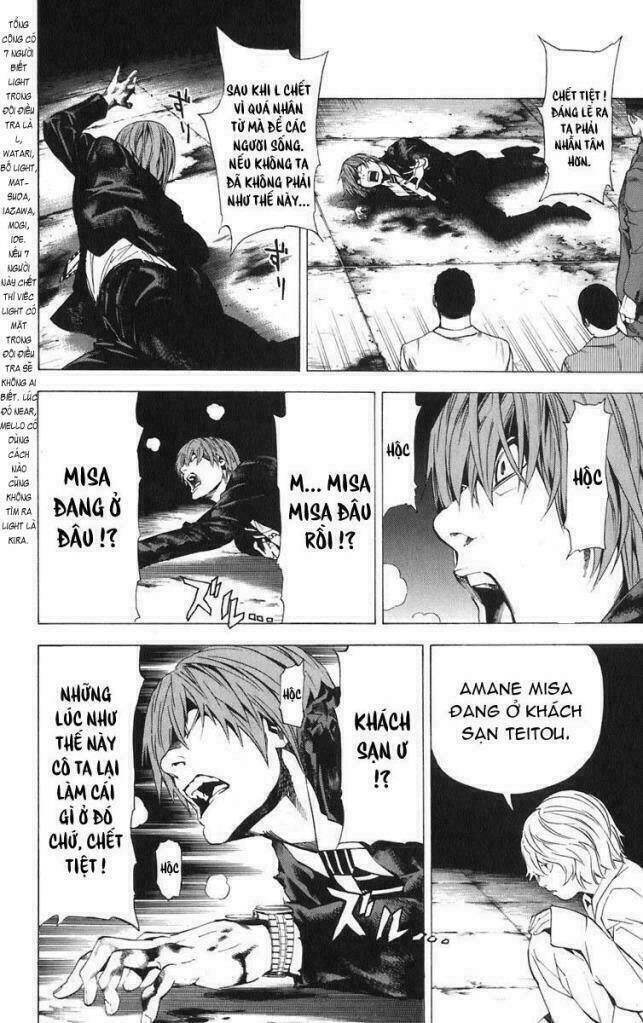 CHẾT TIỆT !
ĐÁNG LẼ RA
TA PHẢI
NHẪN TÂM
HƠN.
SAU KHI L CHẾT
VÌ QUÁ NHÂN
TỪ MÀ ĐỂ CÁC
NGƯỜI SỐNG.
NẾU KHÔNG TA
ĐÃ KHÔNG PHẢI
NHƯ THẾ NÀY...
TỔNG
CỘNG CÓ
7 NGƯỜI
BIẾT
LIGHT
TRONG
ĐỘI ĐIỀU
TRA LÀ
L,
WATARI,
BỐ LIGHT,
MAT-
SUDA,
IAZAWA,
MOGI,
IDE.
NẾU 7
NGƯỜI
NÀY CHẾT
THÌ VIỆC
LIGHT CÓ
MẶT
TRONG
ĐỘI ĐIỀU
TRA SẼ
KHÔNG AI
BIẾT. LÚC
ĐÓ NEAR,
MELLO CÓ
DÙNG
CÁCH
NÀO
CŨNG
KHÔNG
TÌM RA
LIGHT LÀ
KIRA.
HỘC
HỘC
M... MISA
MISA ĐÂU
RỒI !?
MISA
ĐANG Ở
ĐÂU !?
ズル...
AMANE MISA
ĐANG Ở KHÁCH
SẠN TEITOU.
HỘC
KHÁCH
SẠN Ư
!?
NHỮNG
LÚC NHƯ
THẾ NÀY
CÔ TA LẠI
LÀM CÁI
GÌ Ở ĐÓ
CHỨ, CHẾT
TIỆT !
HỘC
ズル...